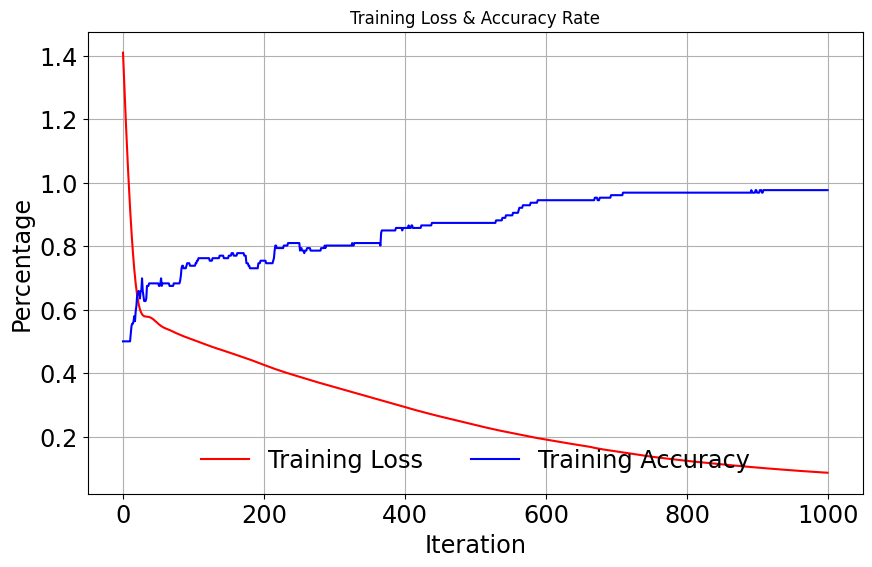 Training Loss & Accuracy Rate
Percentage
1.4
1.2
1.0
0.8
0.6
0.4
0.2
Training Loss
Training Accuracy
0
200
400
600
800
1000
Iteration